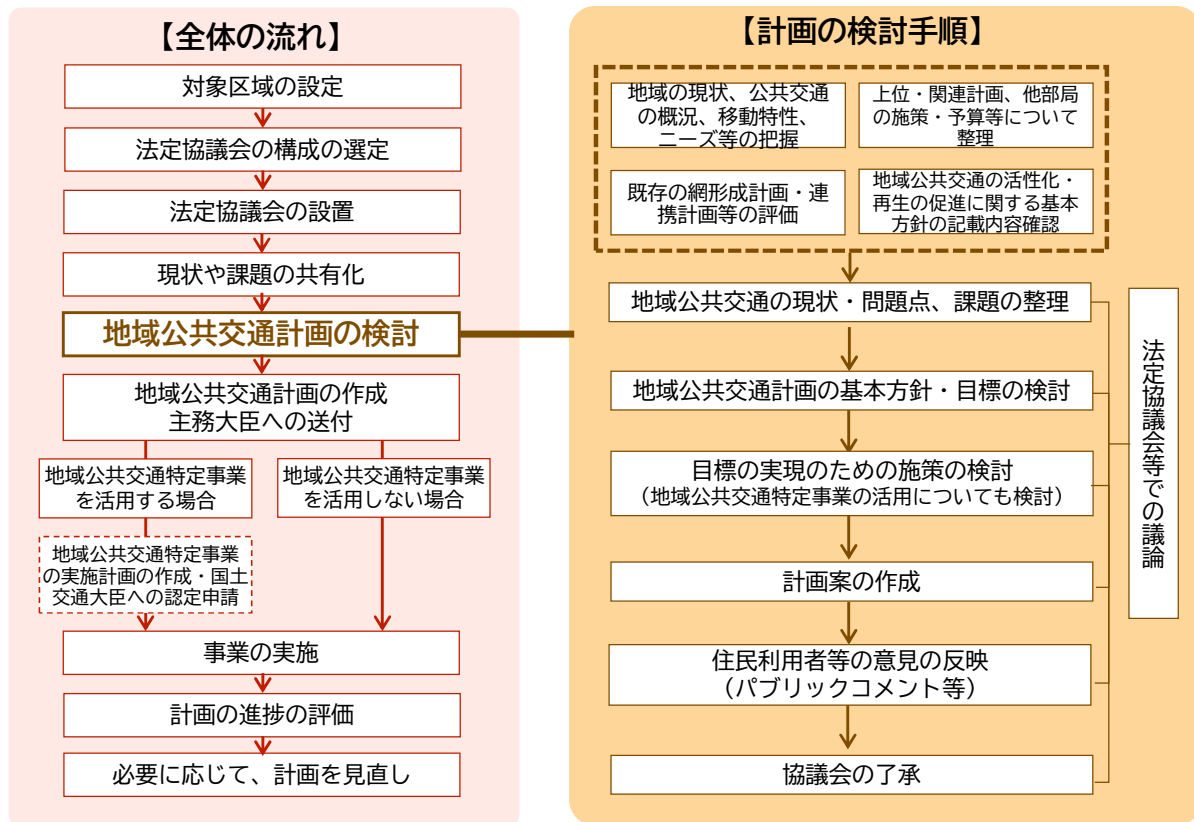 【全体の流れ】
対象区域の設定
法定協議会の構成の選定
法定協議会の設置
現状や課題の共有化
地域公共交通計画の検討
地域公共交通計画の作成
主務大臣への送付
地域公共交通特定事業
を活用する場合
地域公共交通特定事業
を活用しない場合
地域公共交通特定事業
の実施計画の作成・国土
交通大臣への認定申請
事業の実施
計画の進捗の評価
必要に応じて、計画を見直し
【計画の検討手順】
地域の現状、公共交通
の概況、移動特性、
ニーズ等の把握
上位・関連計画、他部局
の施策・予算等について
整理
既存の網形成計画・連
携計画等の評価
地域公共交通の活性化・
再生の促進に関する基本
方針の記載内容確認
地域公共交通の現状・問題点、課題の整理
地域公共交通計画の基本方針・目標の検討
目標の実現のための施策の検討
（地域公共交通特定事業の活用についても検討）
計画案の作成
住民利用者等の意見の反映
（パブリックコメント等）
協議会の了承
法定協議会等での議論